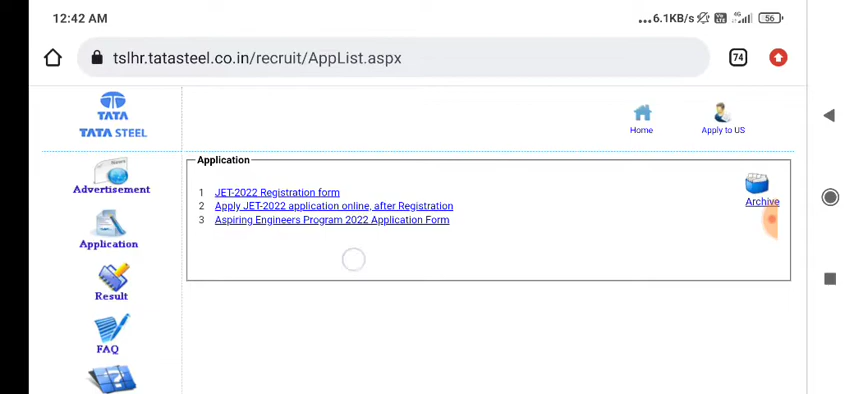 12:42 AM
...6.1KB/s 4G 56
tslhr.tatasteel.co.in/recruit/AppList.aspx
74
TATA
TATA STEEL
Home
Apply to US
Advertisement
Application
1 JET-2022 Registration form
2 Apply JET-2022 application online, after Registration
3 Aspiring Engineers Program 2022 Application Form
Archive
Application
Result
FAQ